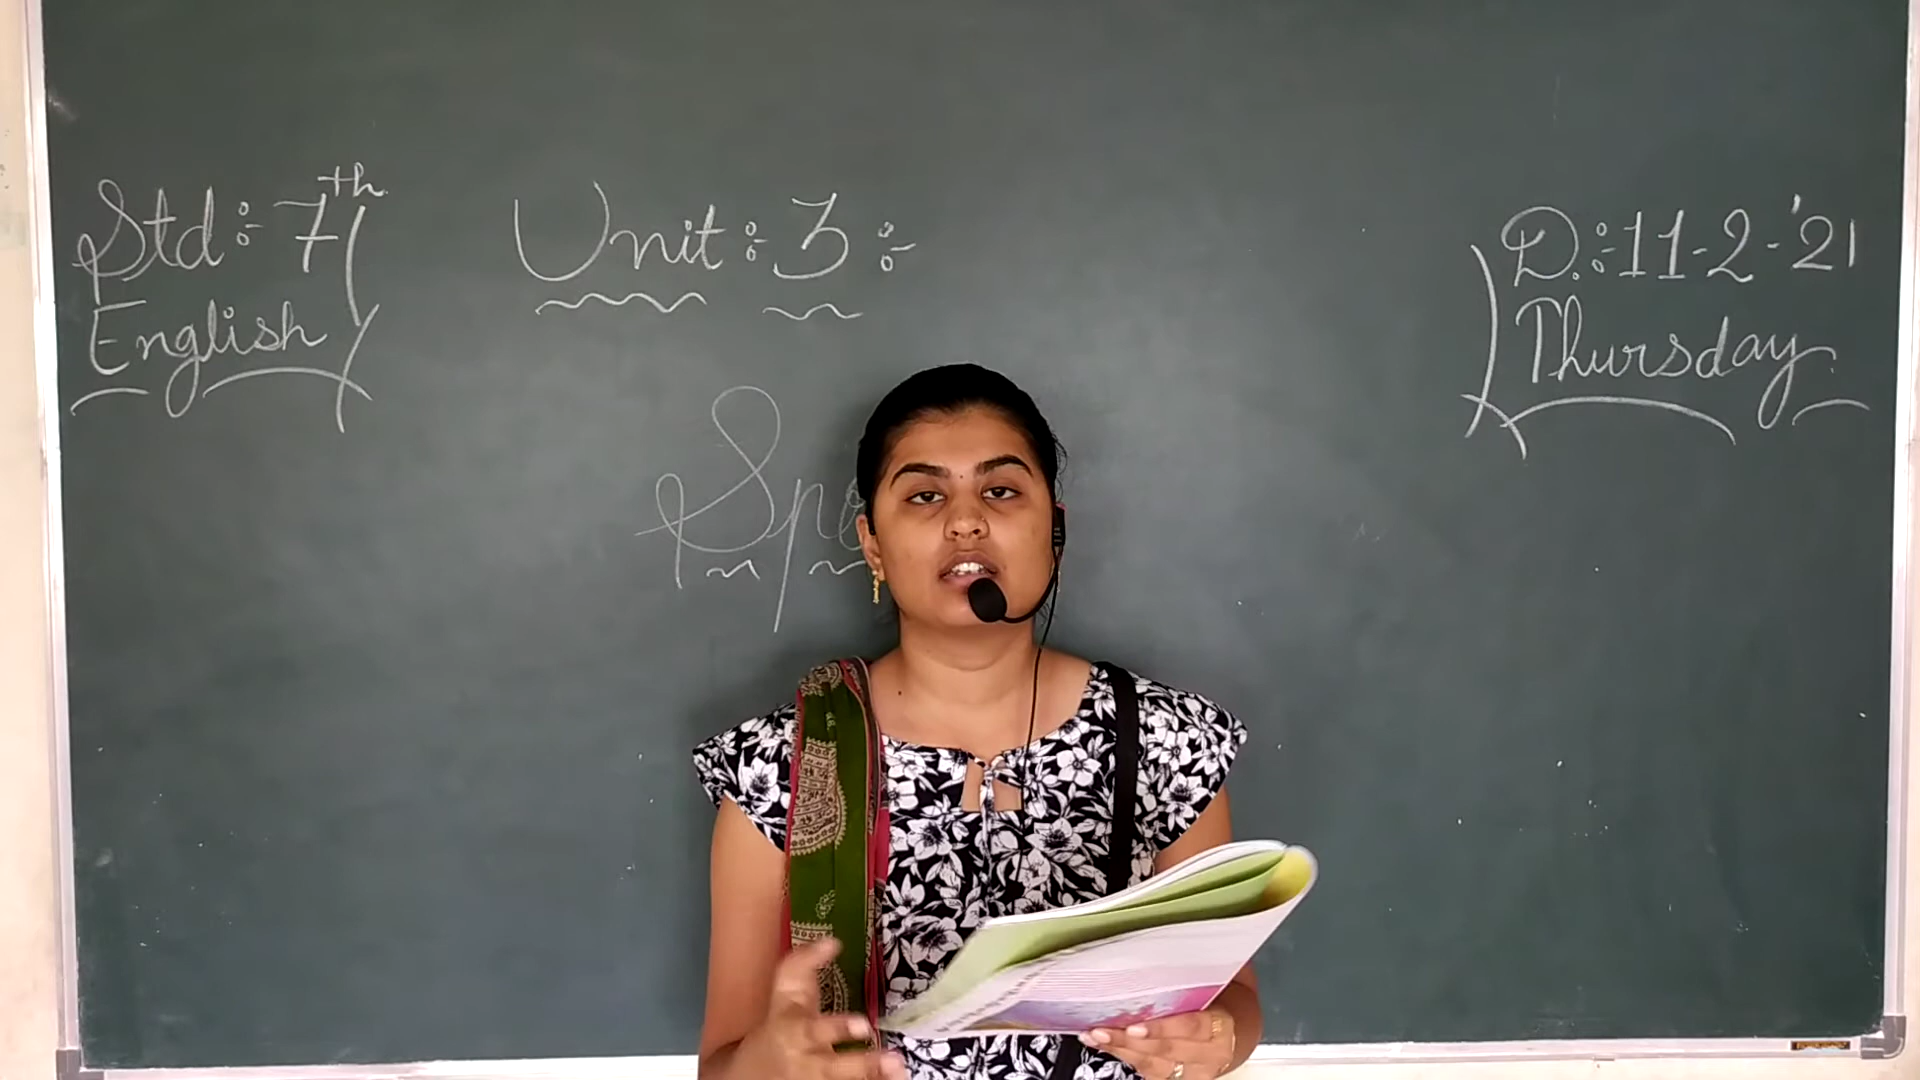 Std :- 7th
English
Unit :- 3 :-
D. :- 11-2-'21
Thursday